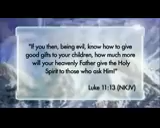 "If you then, being evil, know how to give
good gifts to your children, how much more
will your heavenly Father give the Holy
Spirit to those who ask Him!"
Luke 11:13 (NKJV)